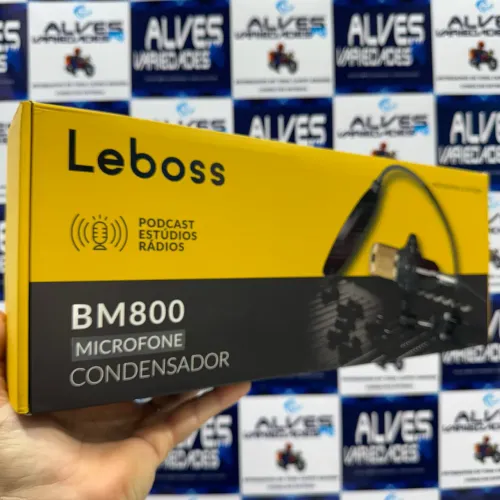 Leboss
PODCAST
ESTÚDIOS
RÁDIOS
BM800
MICROFONE
CONDENSADOR
ALVES
VARIEDADES